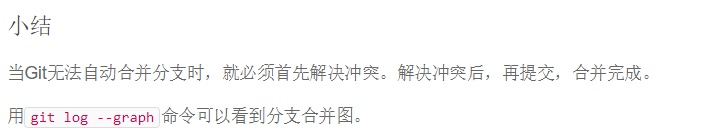 小结
当Git无法自动合并分支时，就必须首先解决冲突。解决冲突后，再提交，合并完成。
用git log --graph命令可以看到分支合并图。